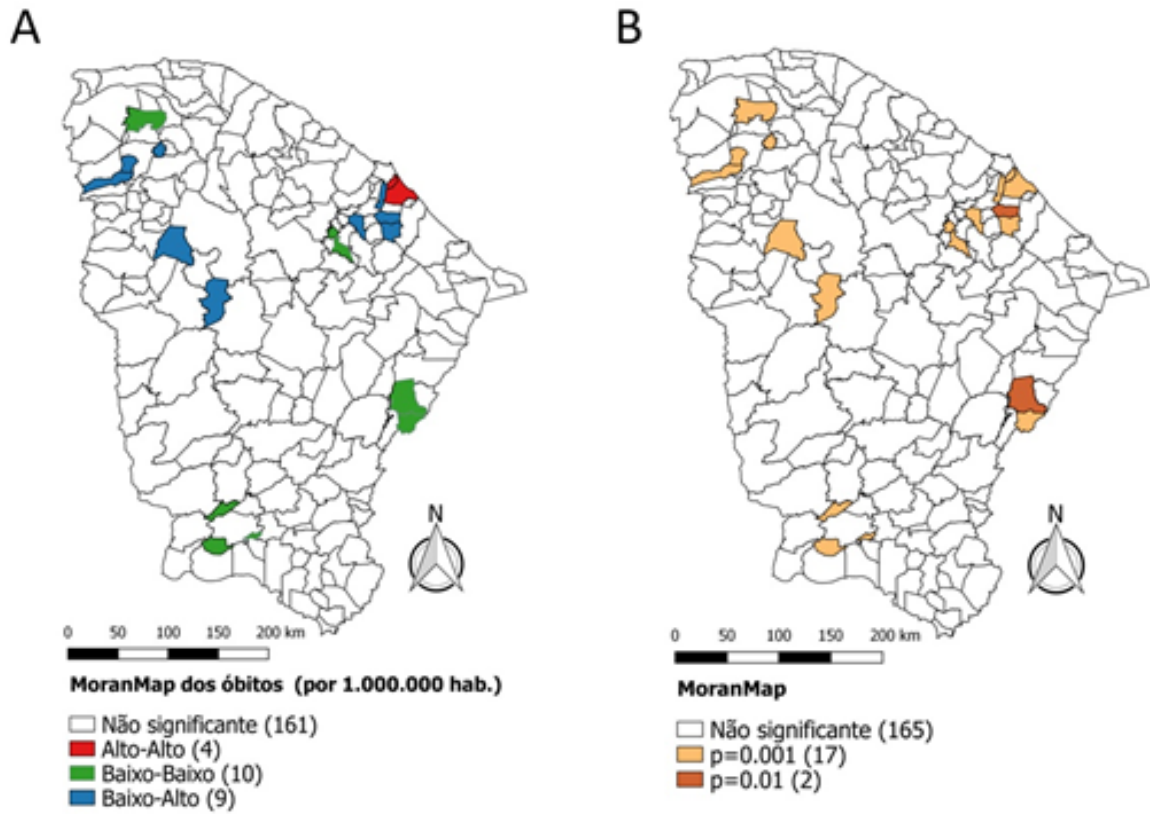 A
B
N
N
0 50 100 150 200 km
MoranMap dos óbitos (por 1.000.000 hab.)
Não significante (161)
Alto-Alto (4)
Baixo-Baixo (10)
Baixo-Alto (9)
0 50 100 150 200
MoranMap
Não significante (165)
p=0.001 (17)
p=0.01 (2)